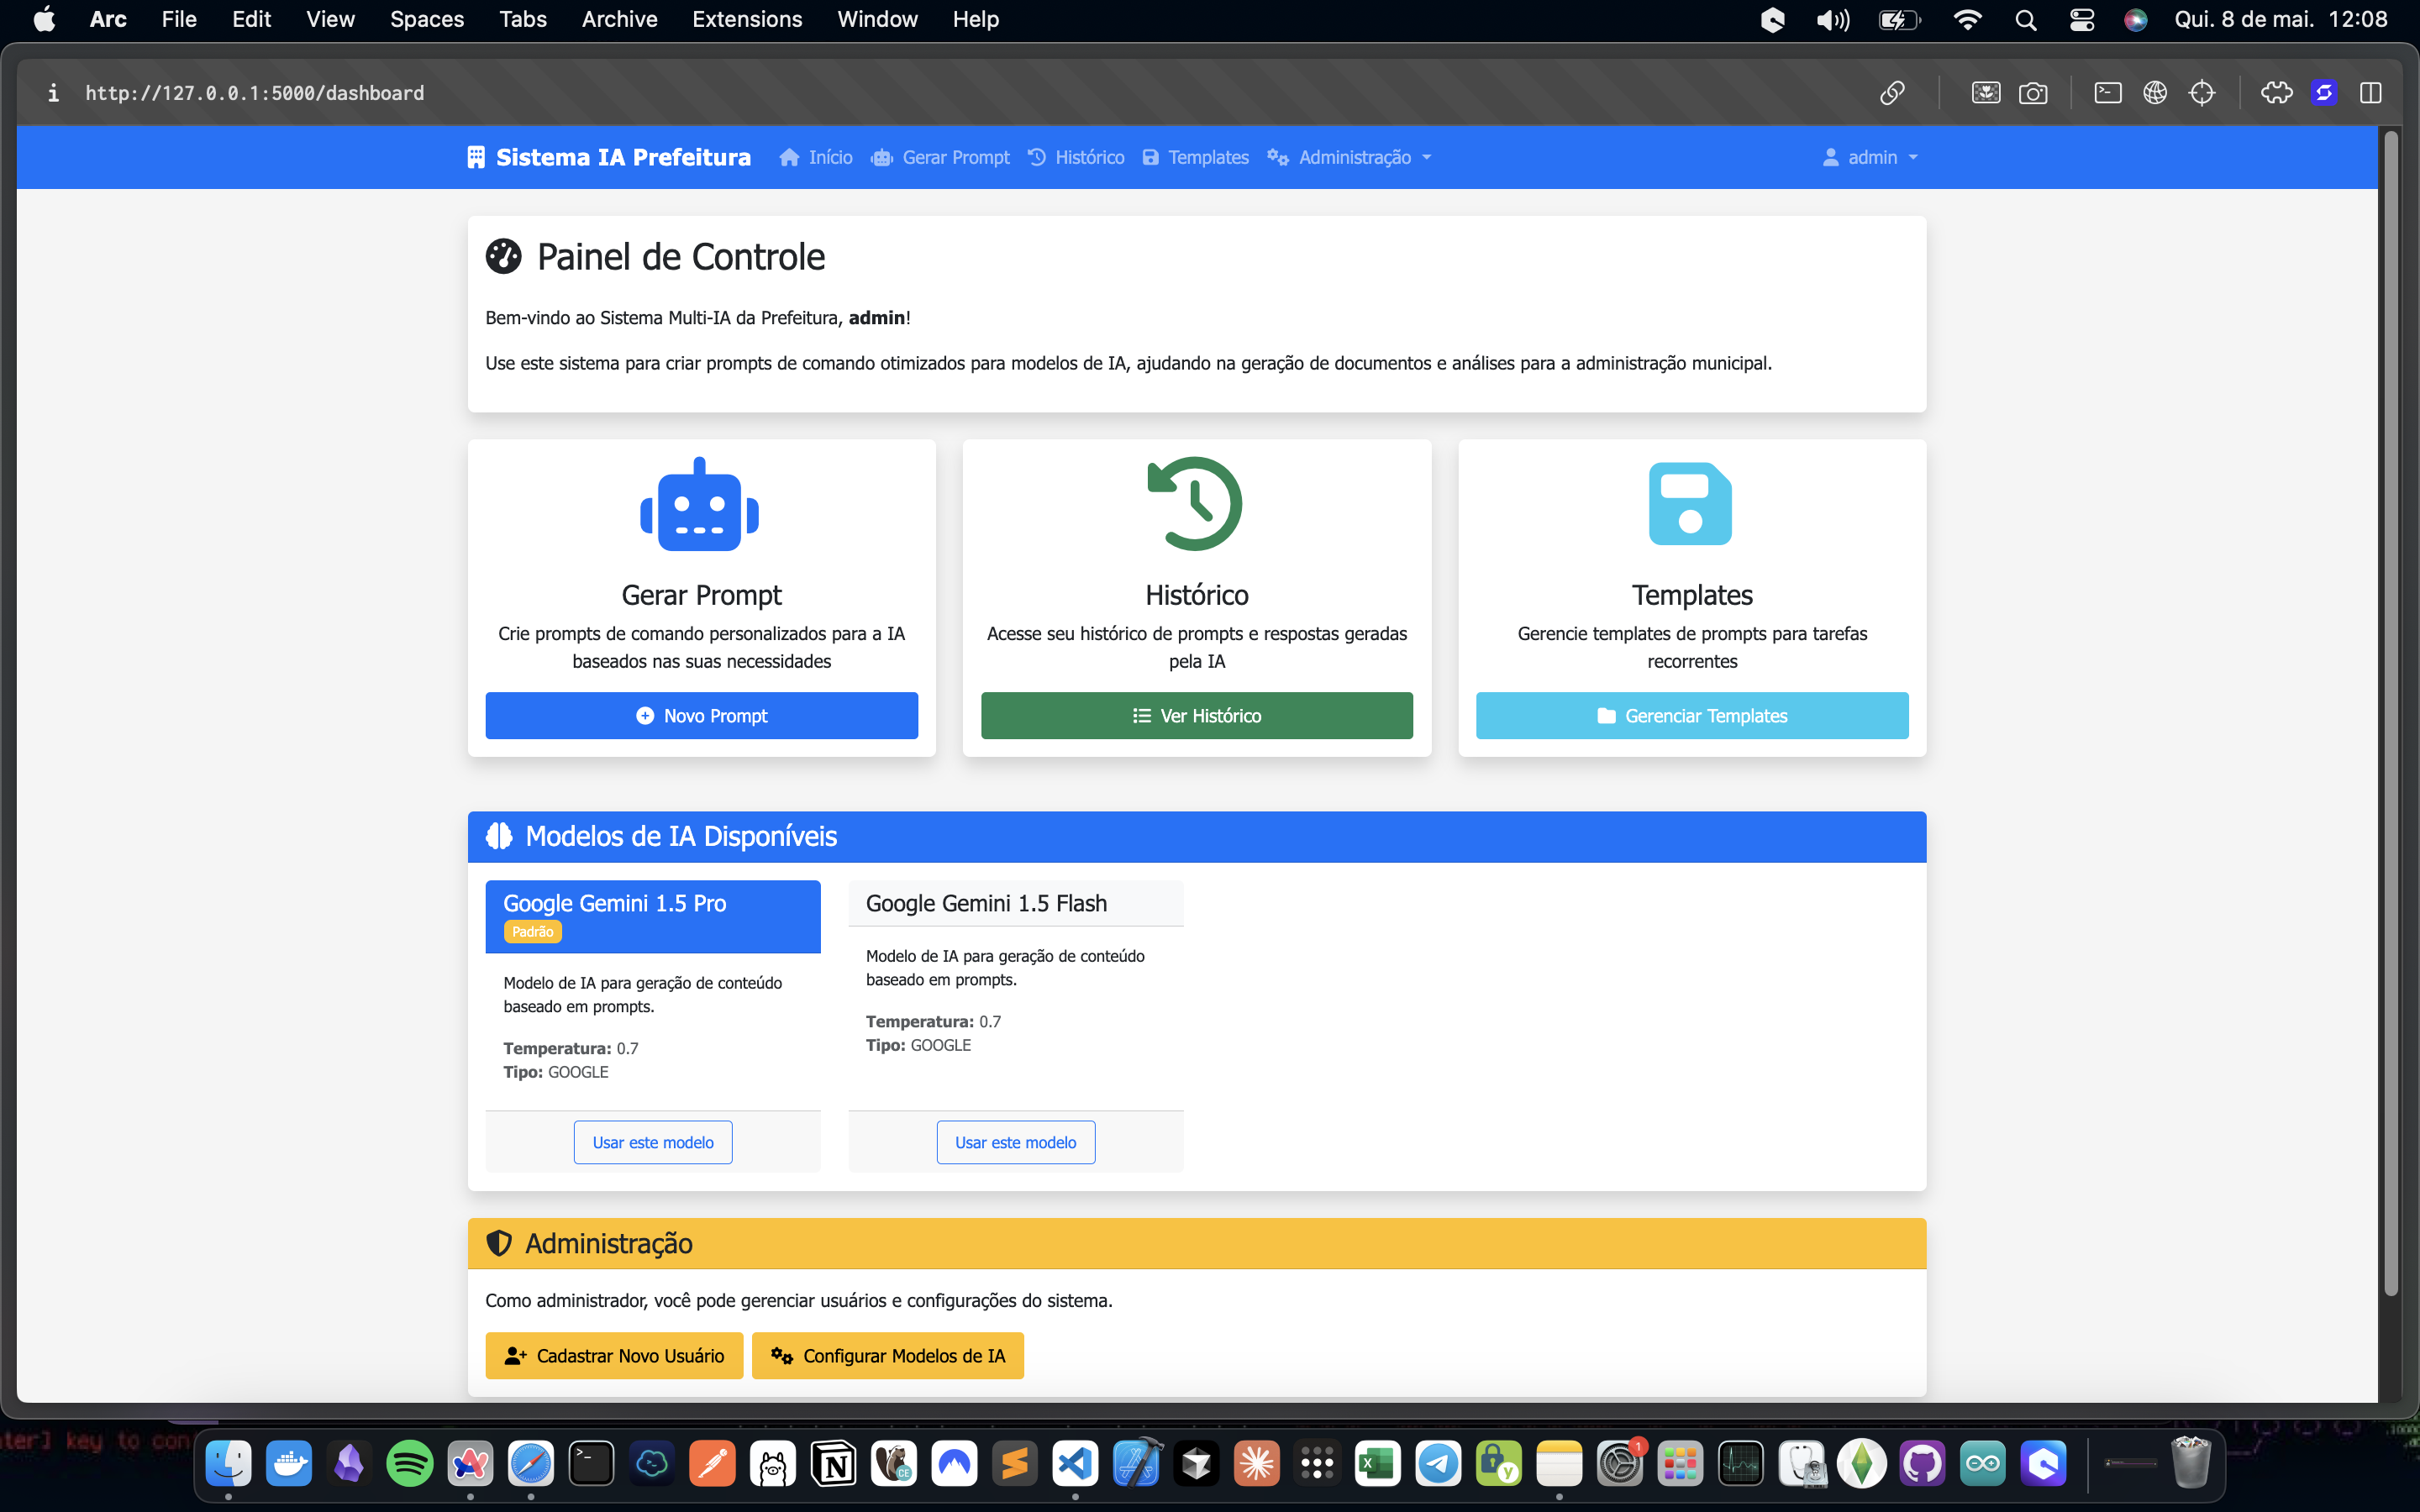 Arc File Edit View Spaces Tabs Archive Extensions Window Help Qui. 8 de mai. 12:08
http://127.0.0.1:5000/dashboard
Sistema IA Prefeitura Início Gerar Prompt Histórico Templates Administração admin
Painel de Controle
Bem-vindo ao Sistema Multi-IA da Prefeitura, admin!
Use este sistema para criar prompts de comando otimizados para modelos de IA, ajudando na geração de documentos e análises para a administração municipal.
Gerar Prompt
Crie prompts de comando personalizados para a IA
baseados nas suas necessidades
Novo Prompt
Histórico
Acesse seu histórico de prompts e respostas geradas
pela IA
Ver Histórico
Templates
Gerencie templates de prompts para tarefas
recorrentes
Gerenciar Templates
Modelos de IA Disponíveis
Google Gemini 1.5 Pro
Padrão
Modelo de IA para geração de conteúdo
baseado em prompts.
Temperatura: 0.7
Tipo: GOOGLE
Usar este modelo
Google Gemini 1.5 Flash
Modelo de IA para geração de conteúdo
baseado em prompts.
Temperatura: 0.7
Tipo: GOOGLE
Usar este modelo
Administração
Como administrador, você pode gerenciar usuários e configurações do sistema.
Cadastrar Novo Usuário Configurar Modelos de IA
key to
CE
1